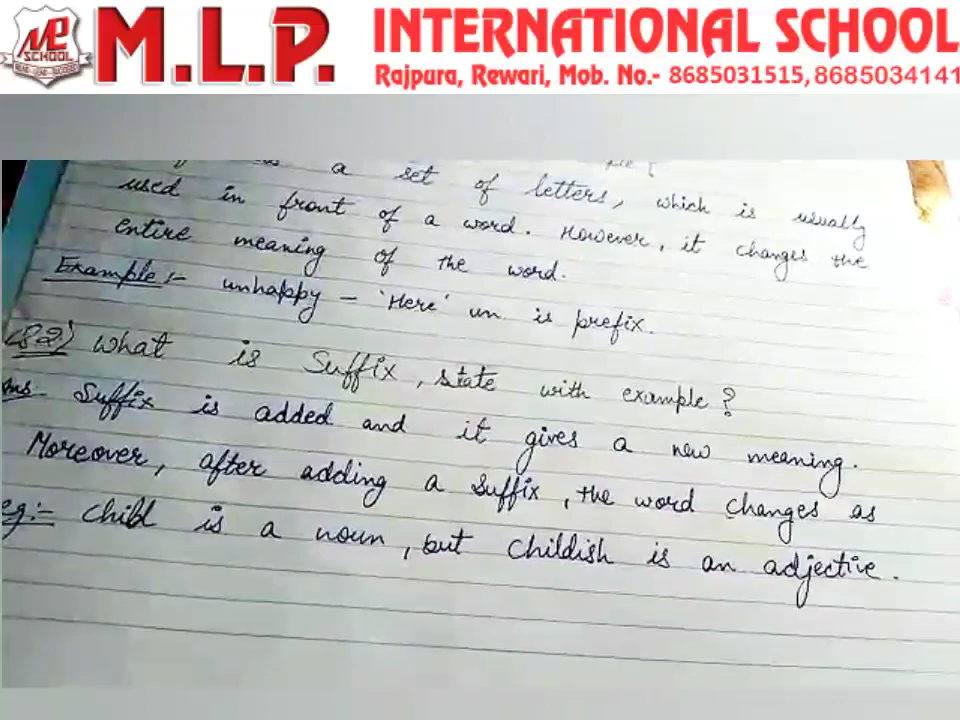 MP
SCHOOL
M.L.P. INTERNATIONAL SCHOOL
Rajpura, Rewari, Mob. No.- 8685031515, 8685034141
a set of letters, which is usually
used in front of a word. However, it changes the
entire meaning of the word.
Example:- unhappy - 'Here' un is prefix.
Q2) What is Suffix, state with example?
Ans- Suffix is added and it gives a new meaning.
Moreover, after adding a suffix, the word changes as
eg:- Child is a noun, but Childish is an adjective.